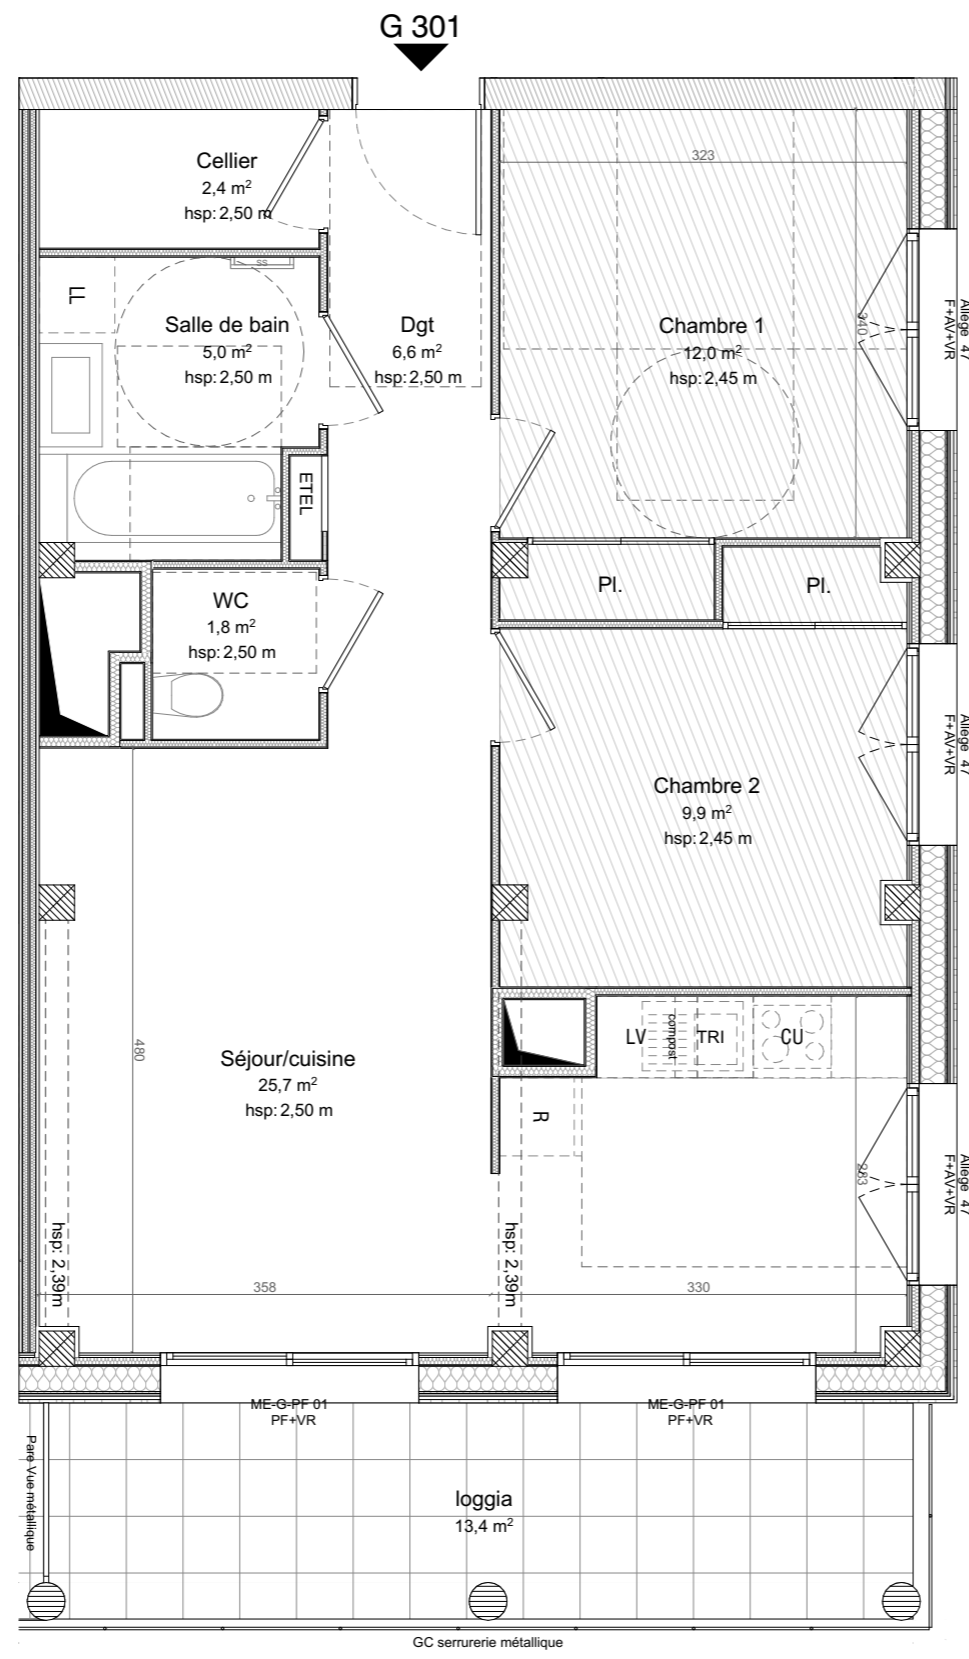 G 301
Cellier
2,4 m²
hsp: 2,50 m
323
LL
ss
Salle de bain
5,0 m²
hsp: 2,50 m
Dgt
6,6 m²
hsp: 2,50 m
Chambre 1
12,0 m²
hsp: 2,45 m
340
Allège 47
F+AV+VR
ETEL
WC
1,8 m²
hsp: 2,50 m
Pl.
Pl.
Allège 47
F+AV+VR
Chambre 2
9,9 m²
hsp: 2,45 m
480
Séjour/cuisine
25,7 m²
hsp: 2,50 m
LV
compost
TRI
CU
R
283
Allège 47
F+AV+VR
hsp: 2,39m
hsp: 2,39m
358
330
ME-G-PF 01
PF+VR
ME-G-PF 01
PF+VR
Pare Vue métallique
loggia
13,4 m²
GC serrurerie métallique